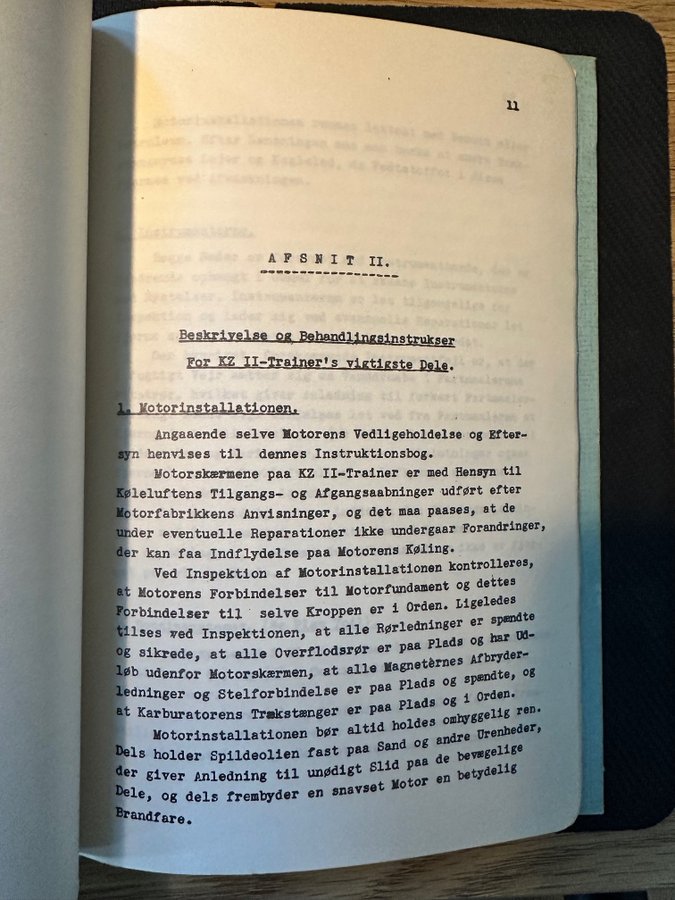 11
AFSNIT II.
Beskrivelse og Behandlingsinstrukser
For KZ II-Trainer's vigtigste Dele.
1. Motorinstallationen.
Angaaende selve Motorens Vedligeholdelse og Efter-
syn henvises til dennes Instruktionsbog.
Motorskærmene paa KZ II-Trainer er med Hensyn til
Køleluftens Tilgangs- og Afgangsaabninger udført efter
Motorfabrikkens Anvisninger, og det maa paases, at de
under eventuelle Reparationer ikke undergaar Forandringer,
der kan faa Indflydelse paa Motorens Køling.
Ved Inspektion af Motorinstallationen kontrolleres,
at Motorens Forbindelser til Motorfundament og dettes
Forbindelser til selve Kroppen er i Orden. Ligeledes
tilses ved Inspektionen, at alle Rørledninger er spændte
og sikrede, at alle Overflodsrør er paa Plads og har Ud-
løb udenfor Motorskærmen, at alle Magnetèrnes Afbryder-
ledninger og Stelforbindelse er paa Plads og spændte, og
at Karburatorens Trækstænger er paa Plads og i Orden.
Motorinstallationen bør altid holdes omhyggelig ren.
Dels holder Spildeolien fast paa Sand og andre Urenheder,
der giver Anledning til unødigt Slid paa de bevægelige
Dele, og dels frembyder en snavset Motor en betydelig
Brandfare.